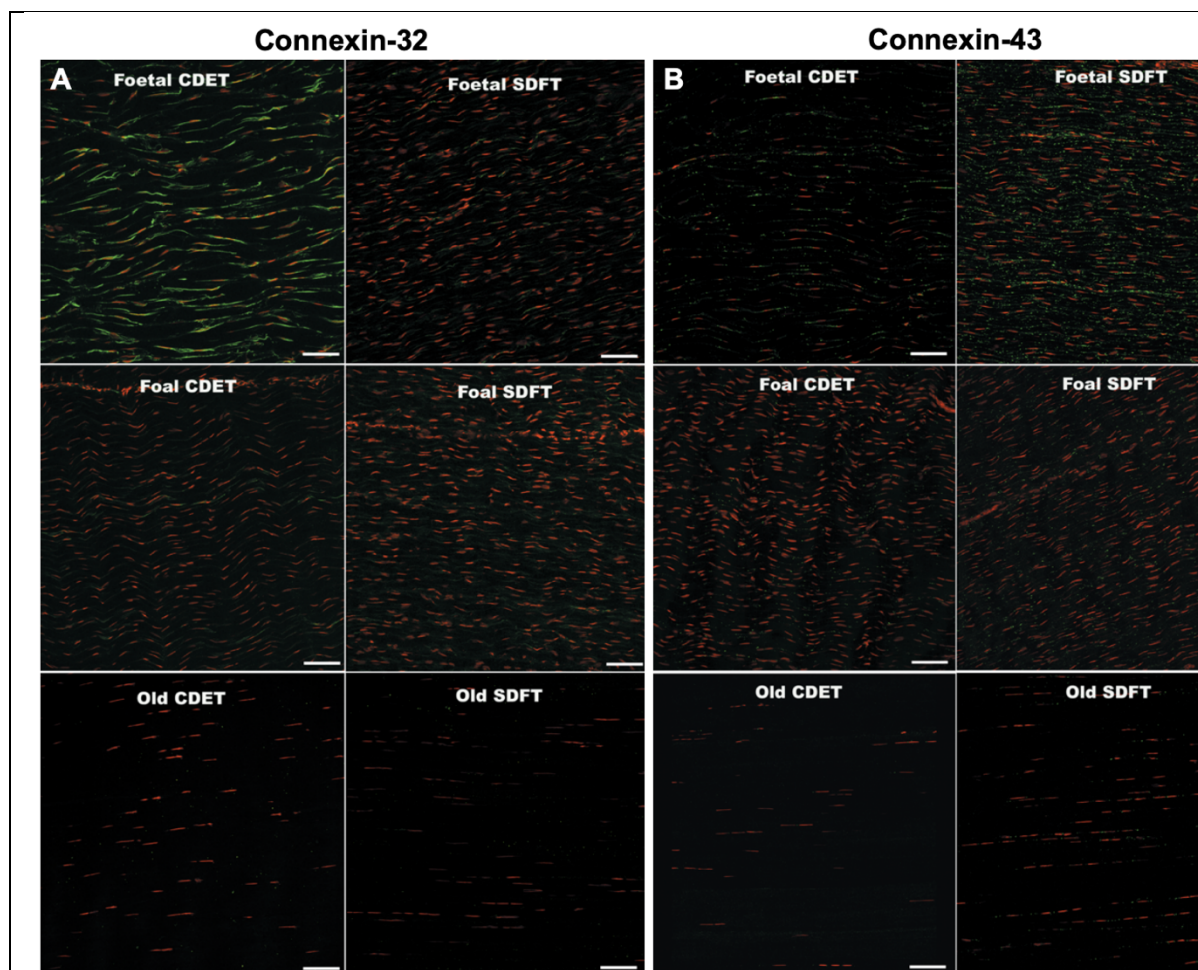 Connexin-32
Connexin-43
A
Foetal CDET
Foetal SDFT
B
Foetal CDET
Foetal SDFT
Foal CDET
Foal SDFT
Foal CDET
Foal SDFT
Old CDET
Old SDFT
Old CDET
Old SDFT